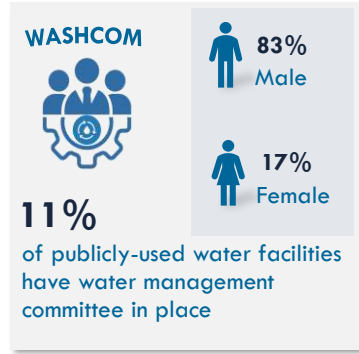 WASHCOM
83%
Male
17%
Female
11%
of publicly-used water facilities
have water management
committee in place